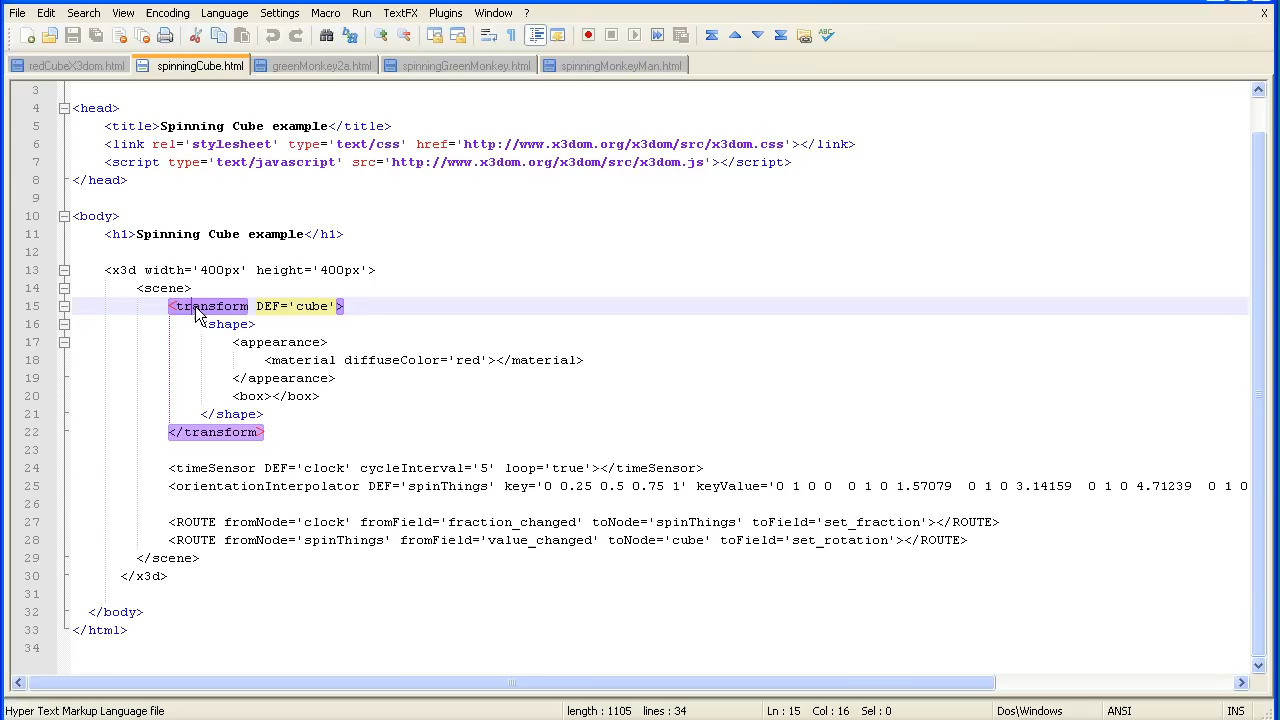 File Edit Search View Encoding Language Settings Macro Run TextFX Plugins Window ? X
redCubeX3dom.html spinningCube.html greenMonkey2a.html spinningGreenMonkey.html spinningMonkeyMan.html
3
4 <head>
5 <title>Spinning Cube example</title>
6 <link rel='stylesheet' type='text/css' href='http://www.x3dom.org/x3dom/src/x3dom.css'></link>
7 <script type='text/javascript' src='http://www.x3dom.org/x3dom/src/x3dom.js'></script>
8 </head>
9
10 <body>
11 <h1>Spinning Cube example</h1>
12
13 <x3d width='400px' height='400px'>
14 <scene>
15 <transform DEF='cube'>
16 <shape>
17 <appearance>
18 <material diffuseColor='red'></material>
19 </appearance>
20 <box></box>
21 </shape>
22 </transform>
23
24 <timeSensor DEF='clock' cycleInterval='5' loop='true'></timeSensor>
25 <orientationInterpolator DEF='spinThings' key='0 0.25 0.5 0.75 1' keyValue='0 1 0 0  0 1 0 1.57079  0 1 0 3.14159  0 1 0 4.71239  0 1 0
26
27 <ROUTE fromNode='clock' fromField='fraction_changed' toNode='spinThings' toField='set_fraction'></ROUTE>
28 <ROUTE fromNode='spinThings' fromField='value_changed' toNode='cube' toField='set_rotation'></ROUTE>
29 </scene>
30 </x3d>
31
32 </body>
33 </html>
34
Hyper Text Markup Language file length : 1105 lines : 34 Ln : 15 Col : 16 Sel : 0 Dos\Windows ANSI INS